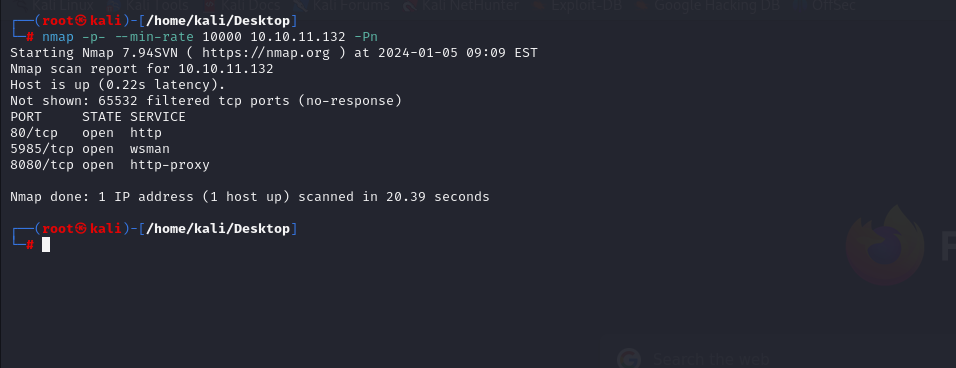 Kali Linux Kali Tools Kali Docs Kali Forums Kali NetHunter Exploit-DB Google Hacking DB OffSec
┌──(root㉿kali)-[/home/kali/Desktop]
└─# nmap -p- --min-rate 10000 10.10.11.132 -Pn
Starting Nmap 7.94SVN ( https://nmap.org ) at 2024-01-05 09:09 EST
Nmap scan report for 10.10.11.132
Host is up (0.22s latency).
Not shown: 65532 filtered tcp ports (no-response)
PORT     STATE SERVICE
80/tcp   open  http
5985/tcp open  wsman
8080/tcp open  http-proxy
Nmap done: 1 IP address (1 host up) scanned in 20.39 seconds
┌──(root㉿kali)-[/home/kali/Desktop]
└─#
F
Search the web